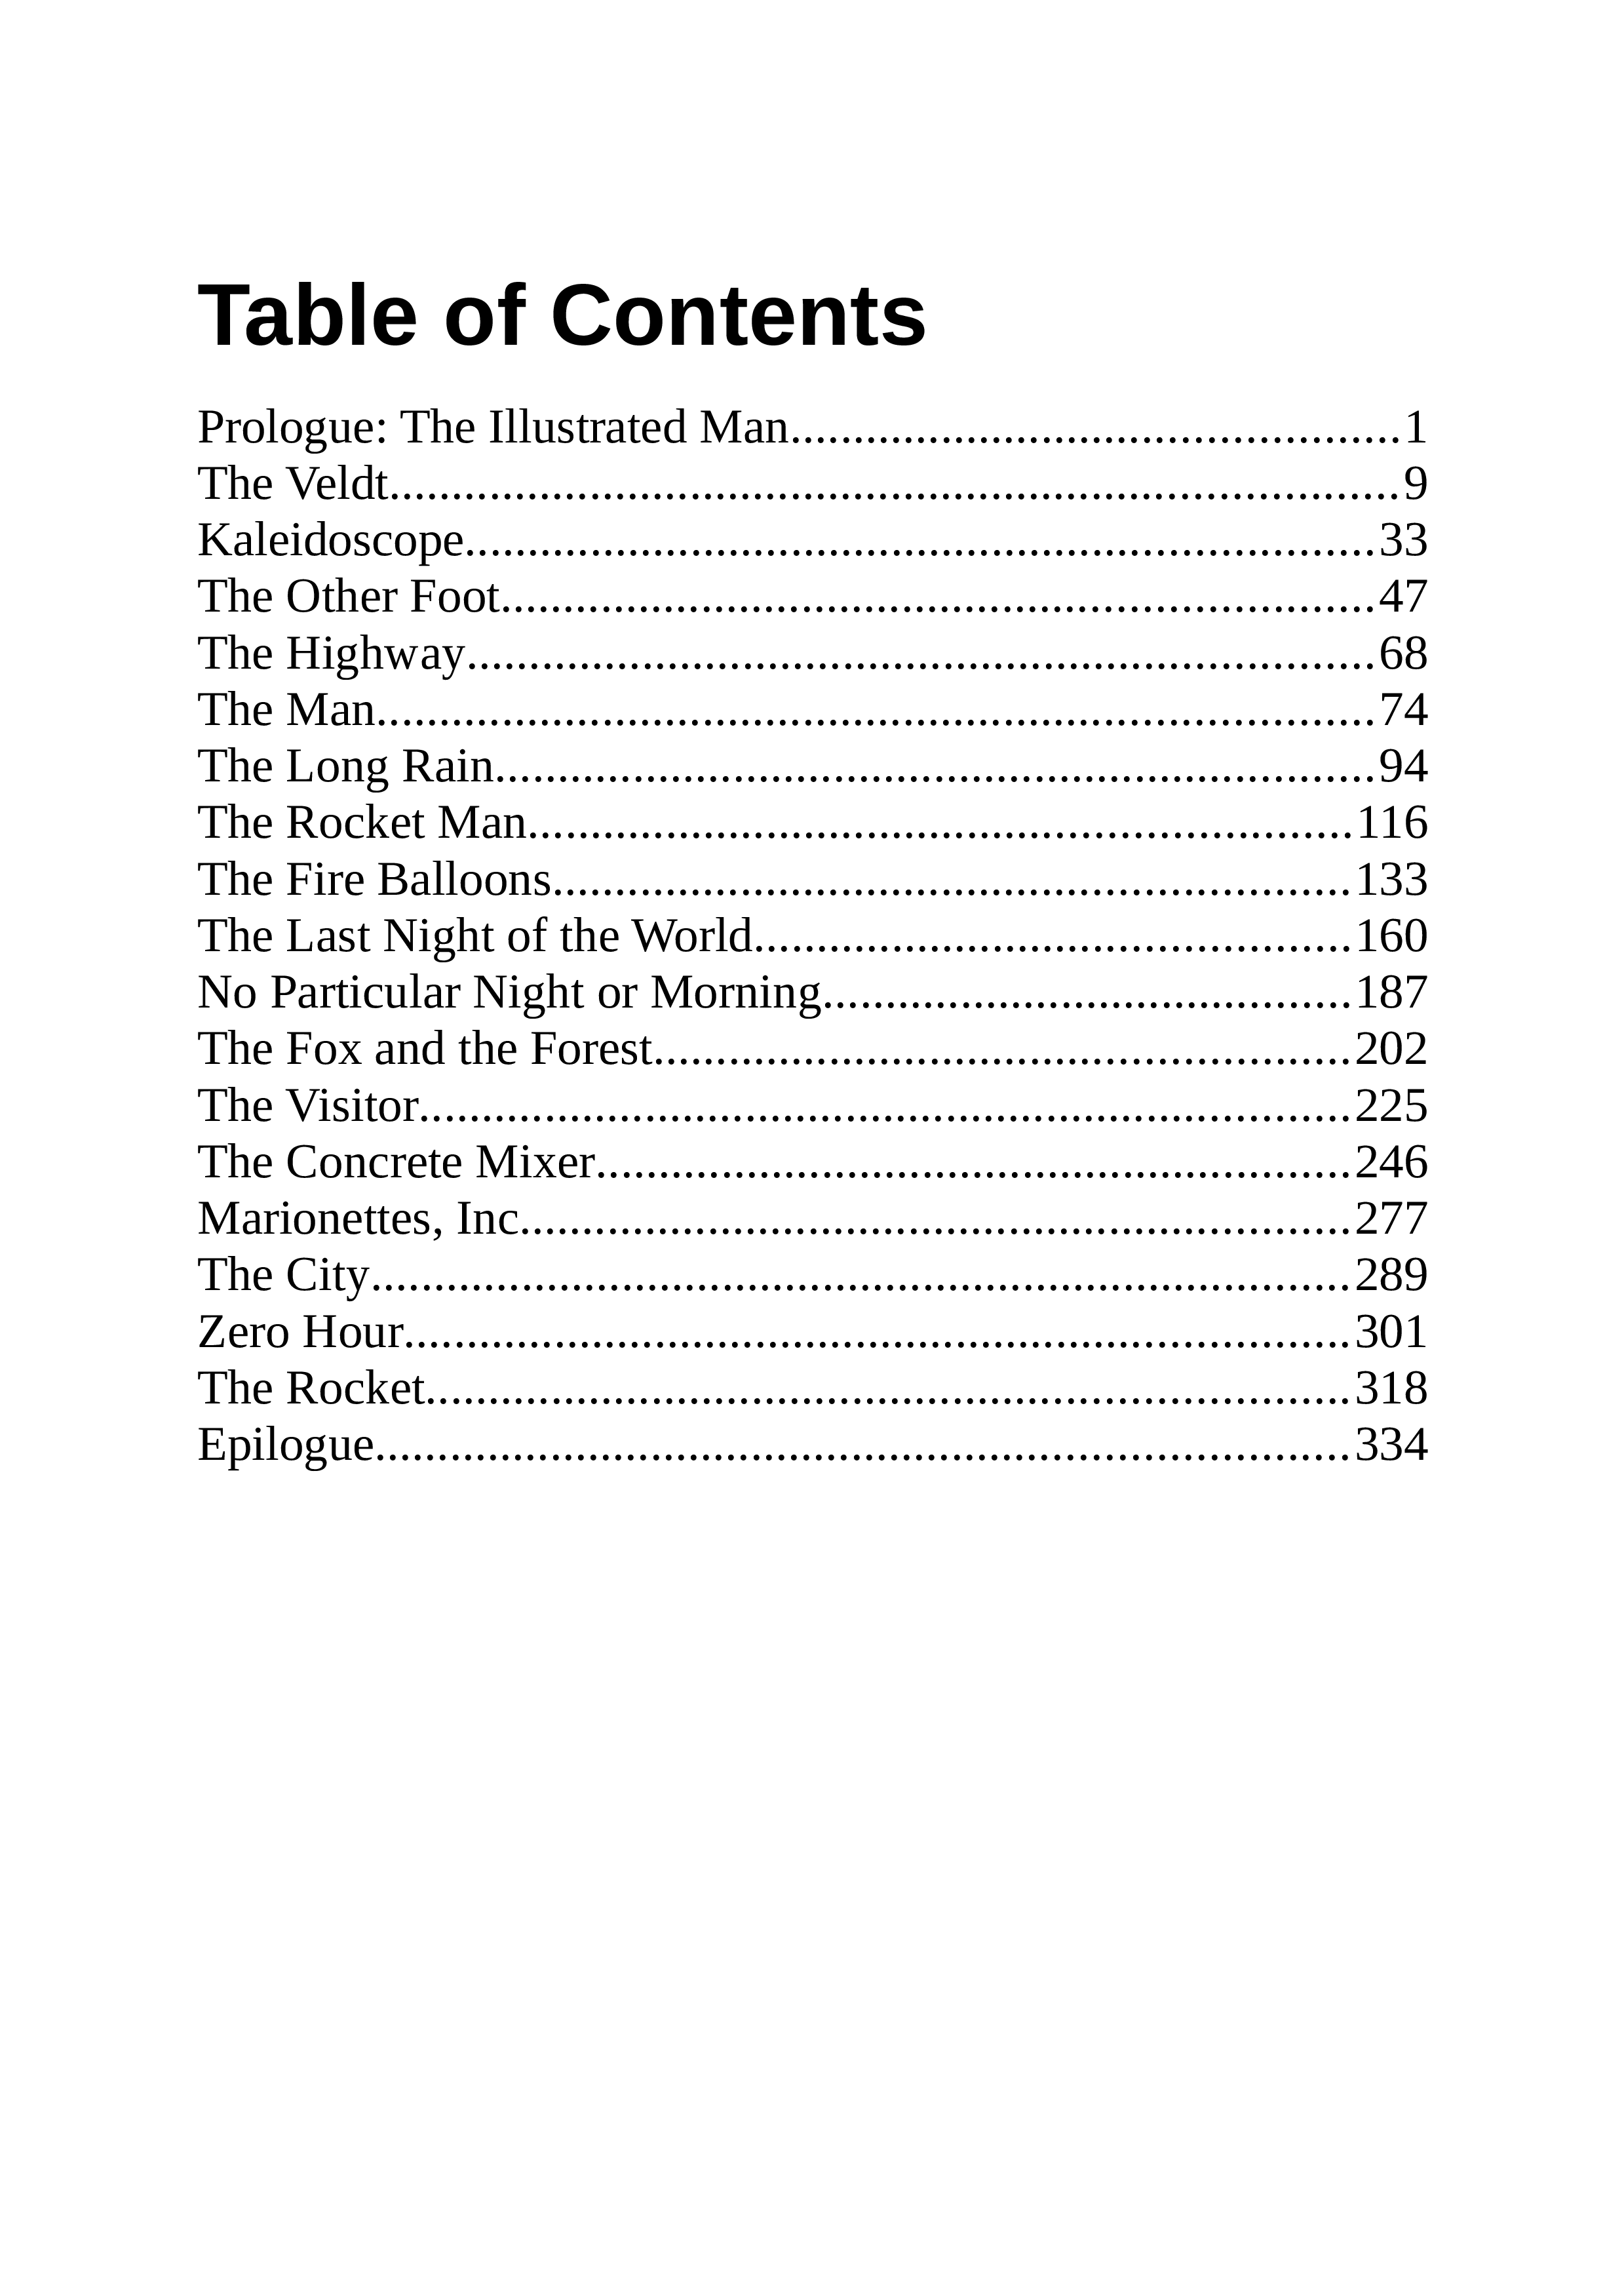 Table of Contents
Prologue: The Illustrated Man.................................................1
The Veldt.................................................................................9
Kaleidoscope.........................................................................33
The Other Foot......................................................................47
The Highway.........................................................................68
The Man................................................................................74
The Long Rain......................................................................94
The Rocket Man..................................................................116
The Fire Balloons................................................................133
The Last Night of the World................................................160
No Particular Night or Morning..........................................187
The Fox and the Forest........................................................202
The Visitor...........................................................................225
The Concrete Mixer.............................................................246
Marionettes, Inc...................................................................277
The City...............................................................................289
Zero Hour............................................................................301
The Rocket..........................................................................318
Epilogue..............................................................................334